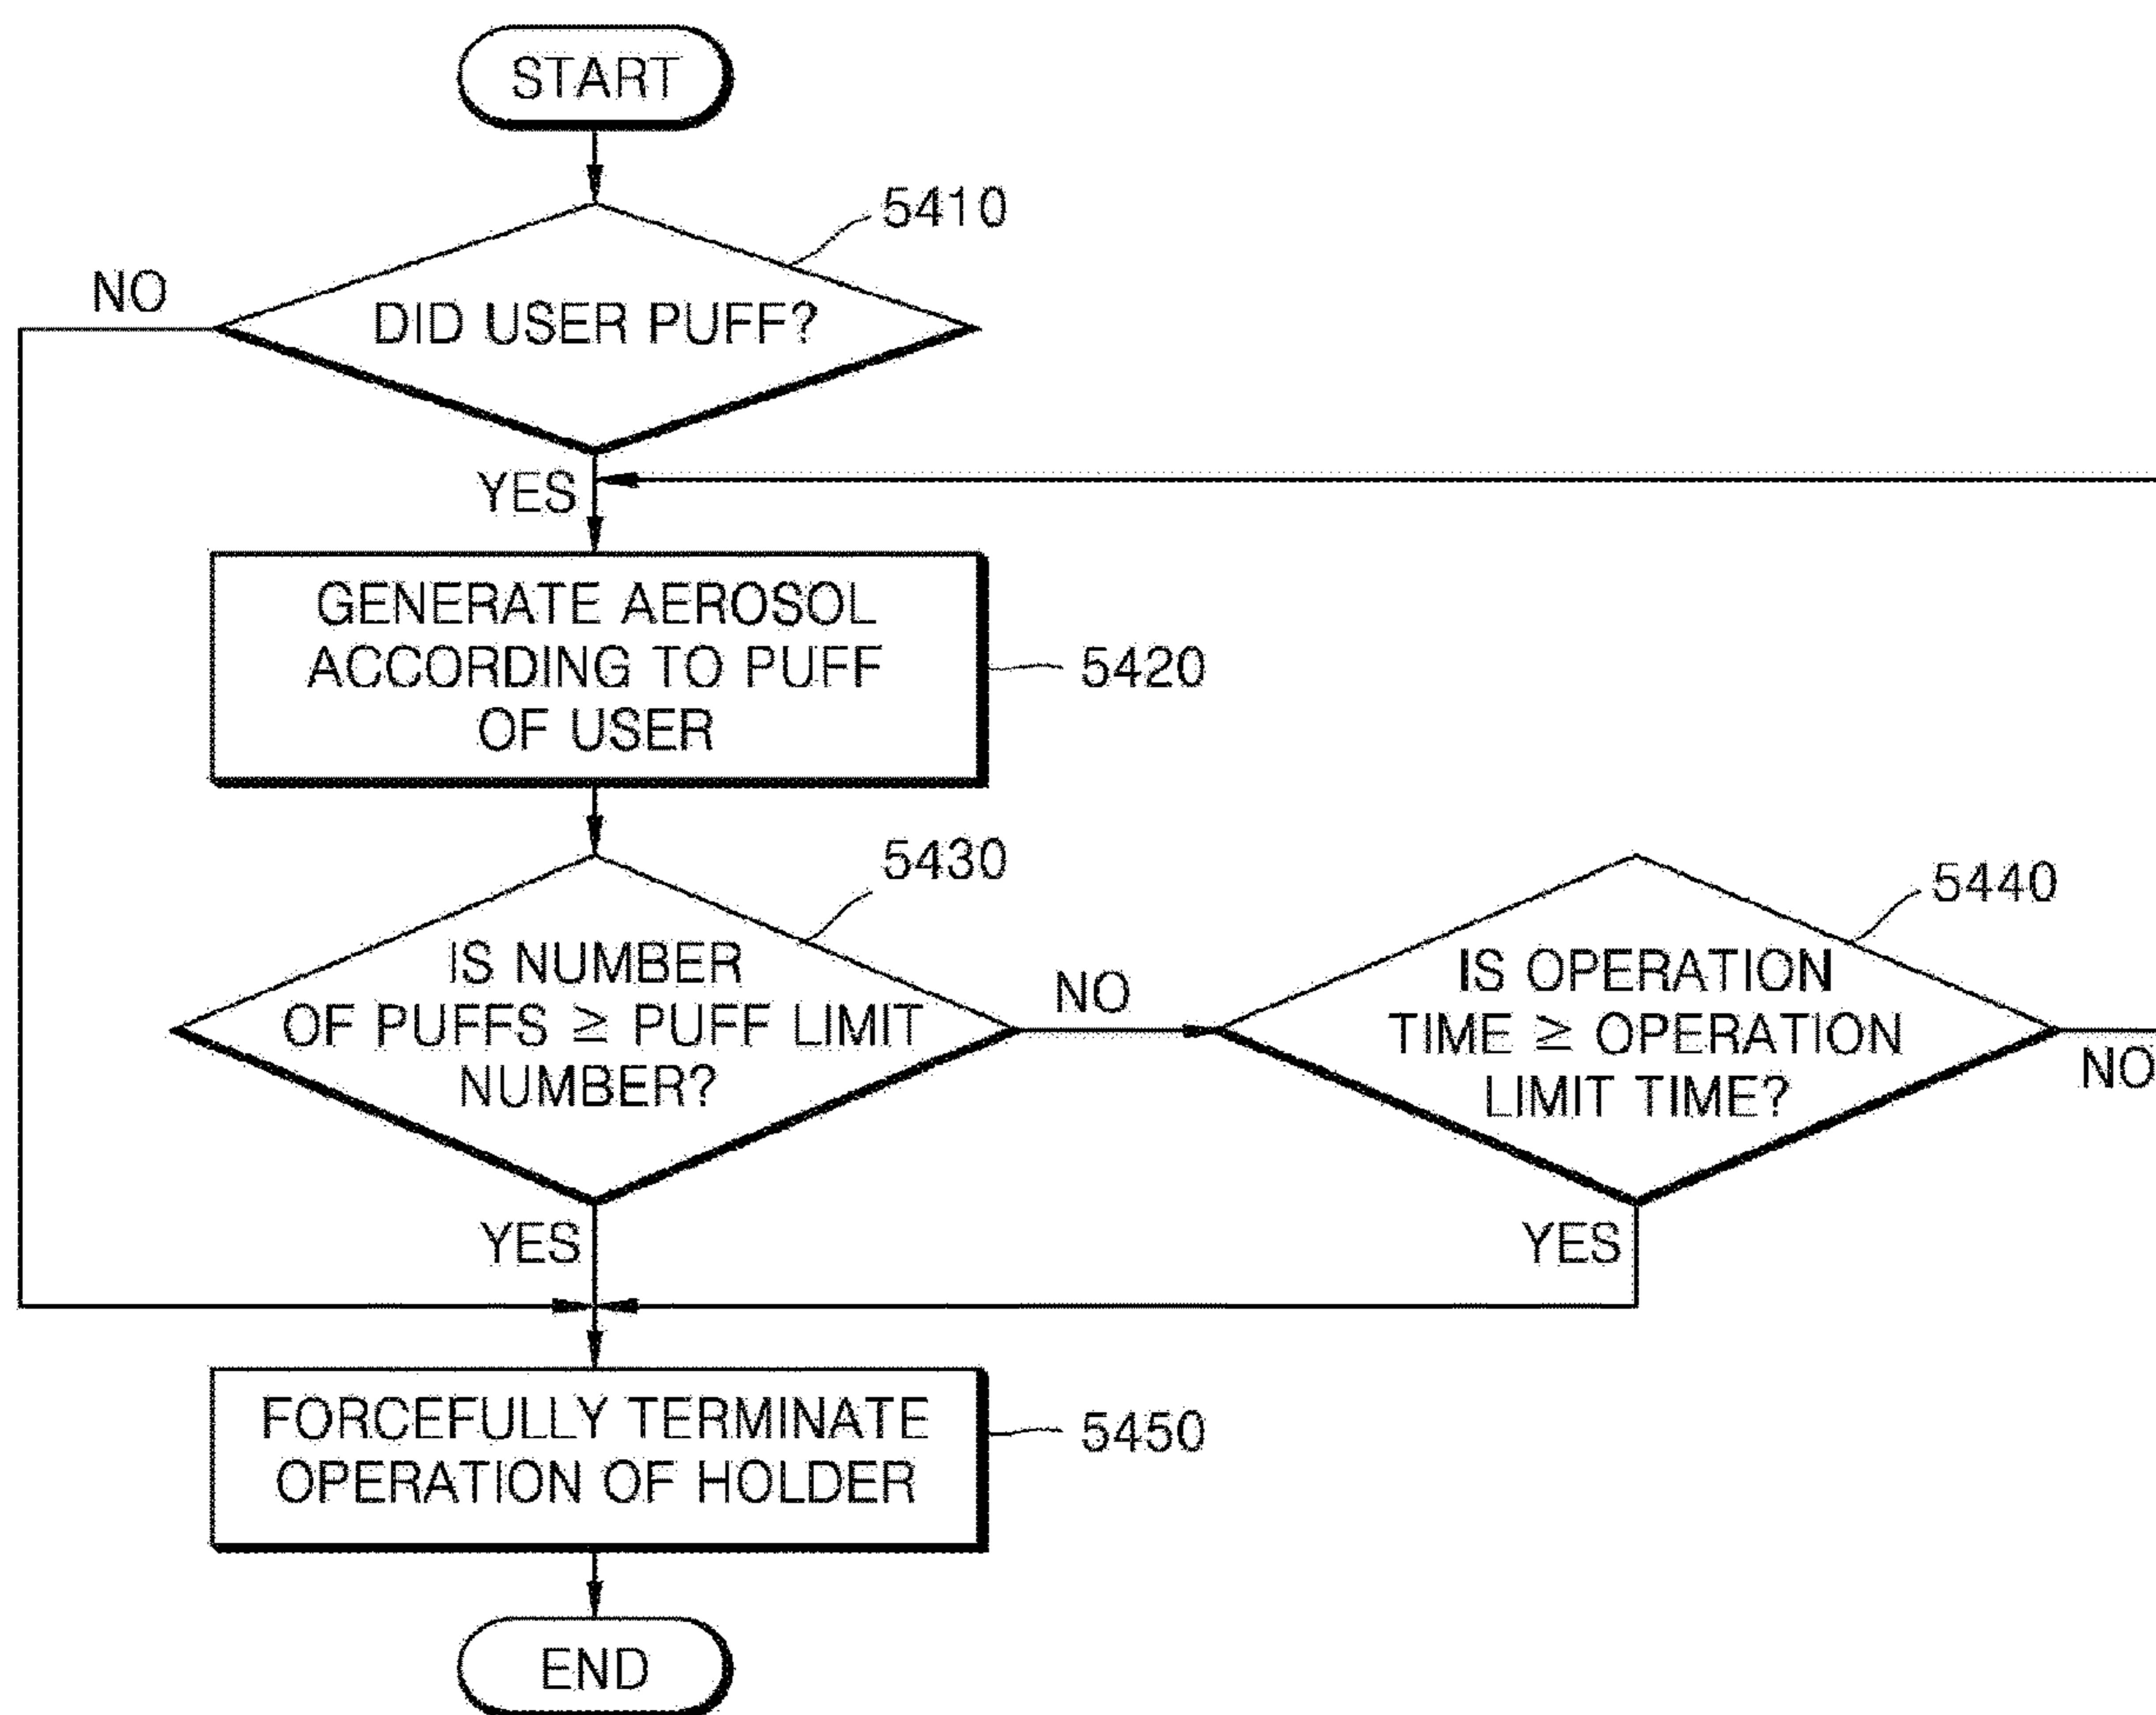 START
5410
NO
DID USER PUFF?
YES
GENERATE AEROSOL
ACCORDING TO PUFF
OF USER
5420
5430
IS NUMBER
OF PUFFS ≥ PUFF LIMIT
NUMBER?
NO
5440
IS OPERATION
TIME ≥ OPERATION
LIMIT TIME?
NO
YES
YES
FORCEFULLY TERMINATE
OPERATION OF HOLDER
5450
END